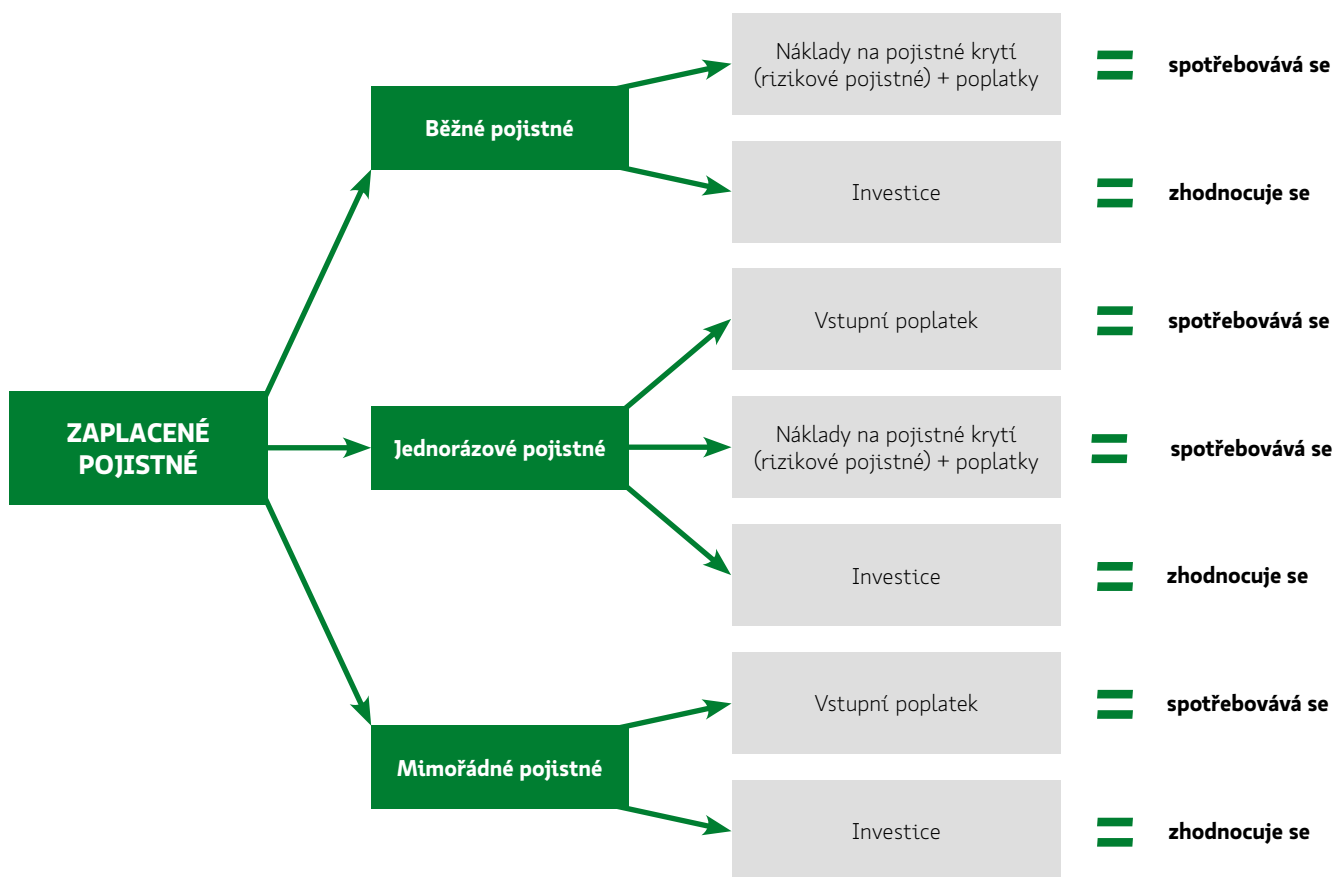 ZAPLACENÉ
POJISTNÉ
Běžné pojistné
Náklady na pojistné krytí
(rizikové pojistné) + poplatky
=
spotřebovává se
Investice
=
zhodnocuje se
Jednorázové pojistné
Vstupní poplatek
=
spotřebovává se
Náklady na pojistné krytí
(rizikové pojistné) + poplatky
=
spotřebovává se
Investice
=
zhodnocuje se
Mimořádné pojistné
Vstupní poplatek
=
spotřebovává se
Investice
=
zhodnocuje se